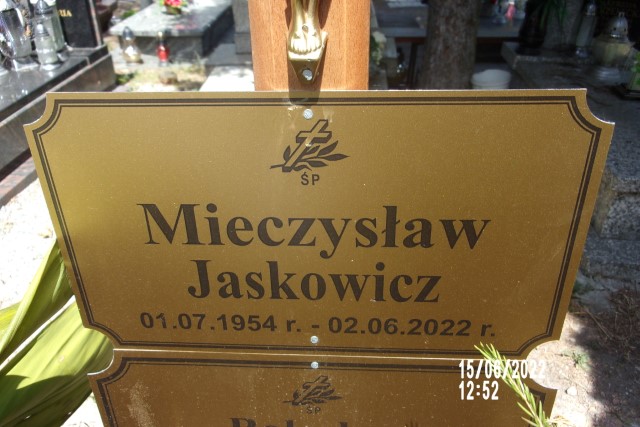 ŚP
Mieczysław
Jaskowicz
01.07.1954 r. - 02.06.2022 r.
15/06/2022
12:52
ŚP